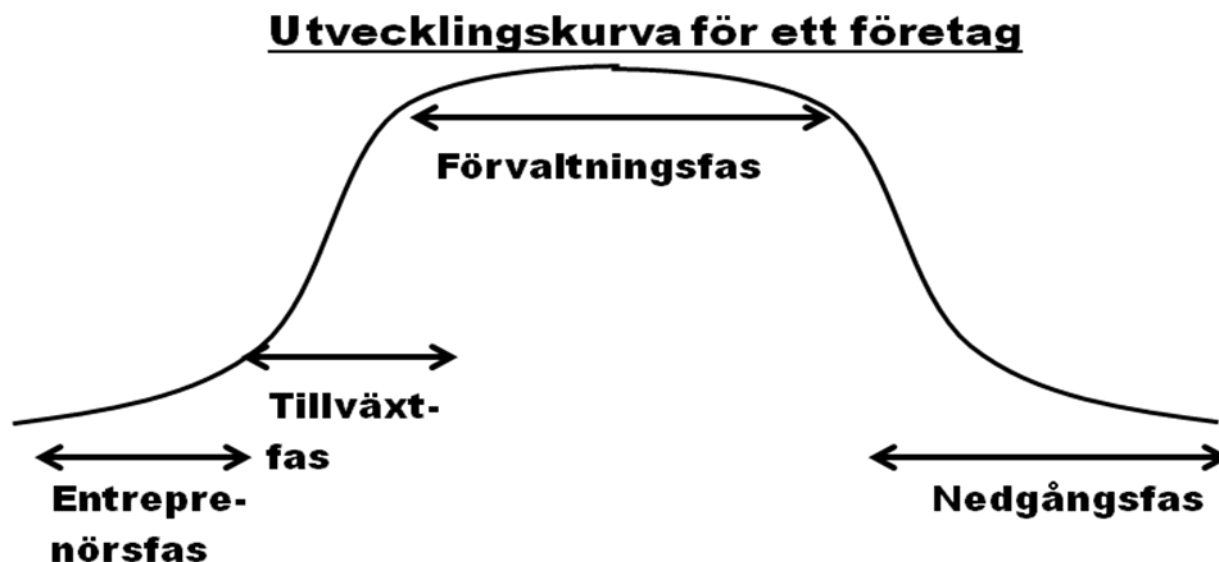 Utvecklingskurva för ett företag
Förvaltningsfas
Tillväxt-
fas
Entrepre-
nörsfas
Nedgångsfas